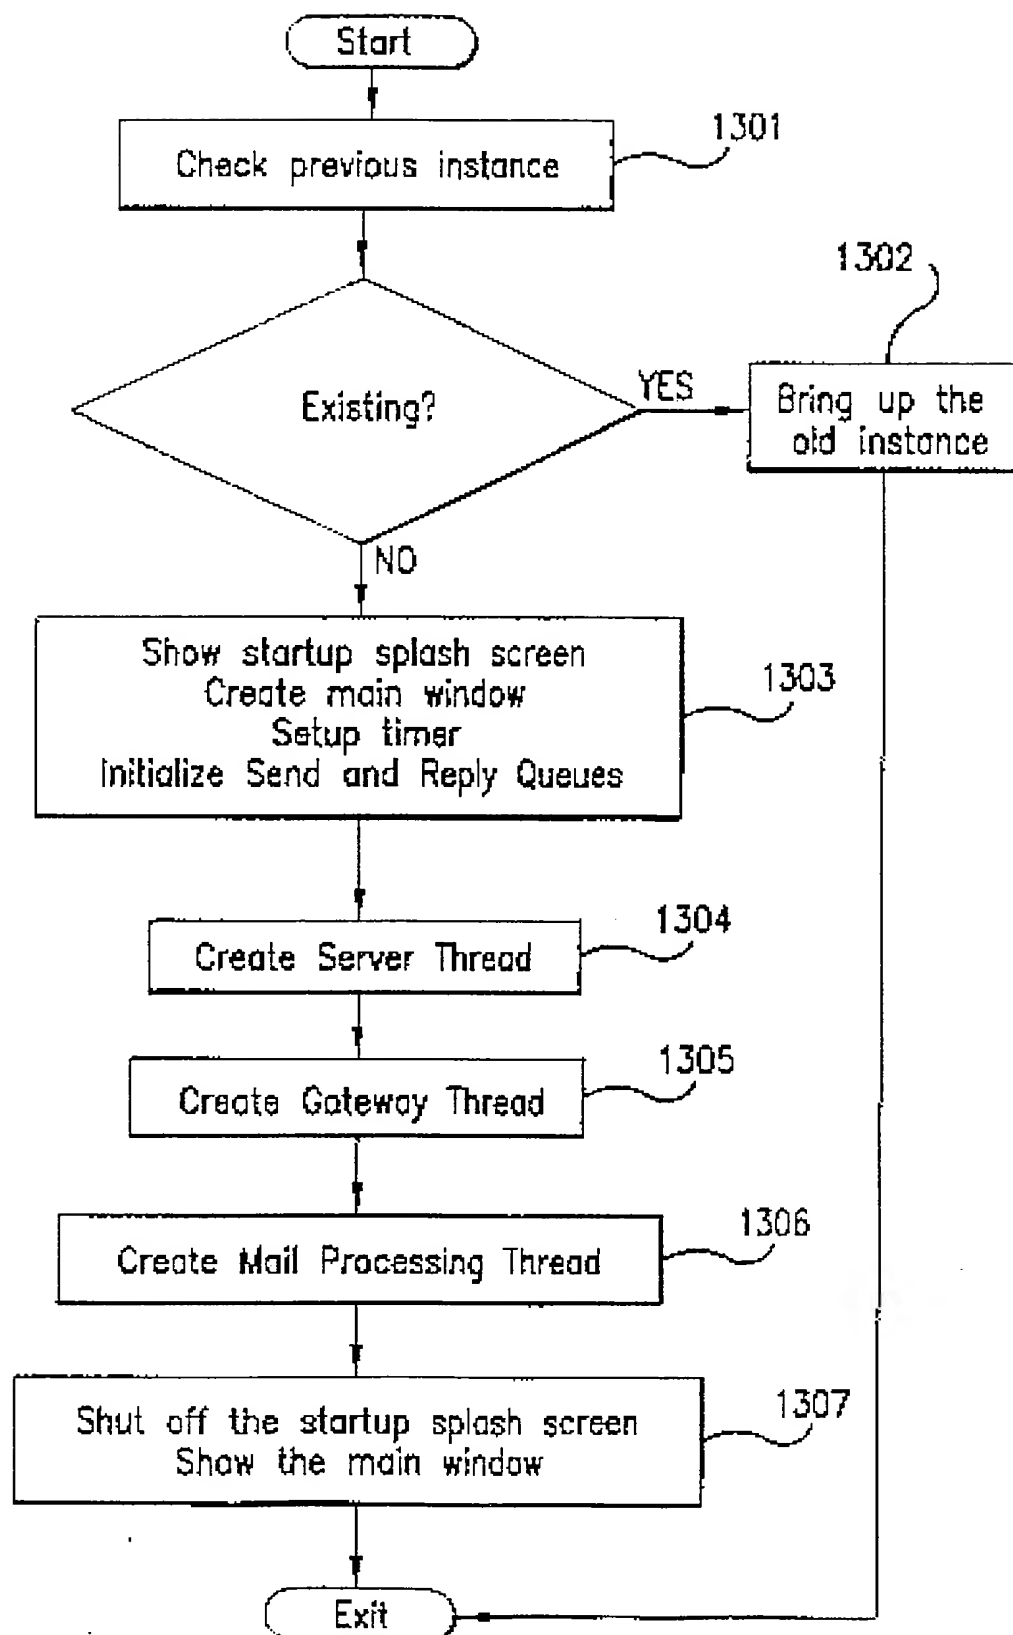 Start
1301
Check previous instance
1302
Existing?
YES
Bring up the
old instance
NO
Show startup splash screen
Create main window
Setup timer
Initialize Send and Reply Queues
1303
1304
Create Server Thread
1305
Create Gateway Thread
1306
Create Mail Processing Thread
1307
Shut off the startup splash screen
Show the main window
Exit